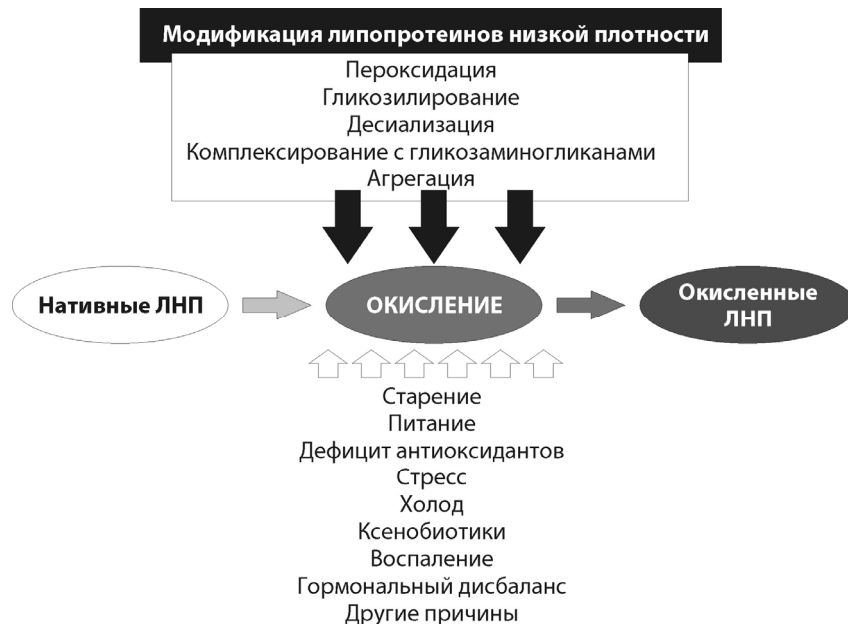 Модификация липопротеинов низкой плотности
Пероксидация
Гликозилирование
Десиализация
Комплексирование с гликозаминогликанами
Агрегация
Нативные ЛНП
ОКИСЛЕНИЕ
Окисленные
ЛНП
Старение
Питание
Дефицит антиоксидантов
Стресс
Холод
Ксенобиотики
Воспаление
Гормональный дисбаланс
Другие причины